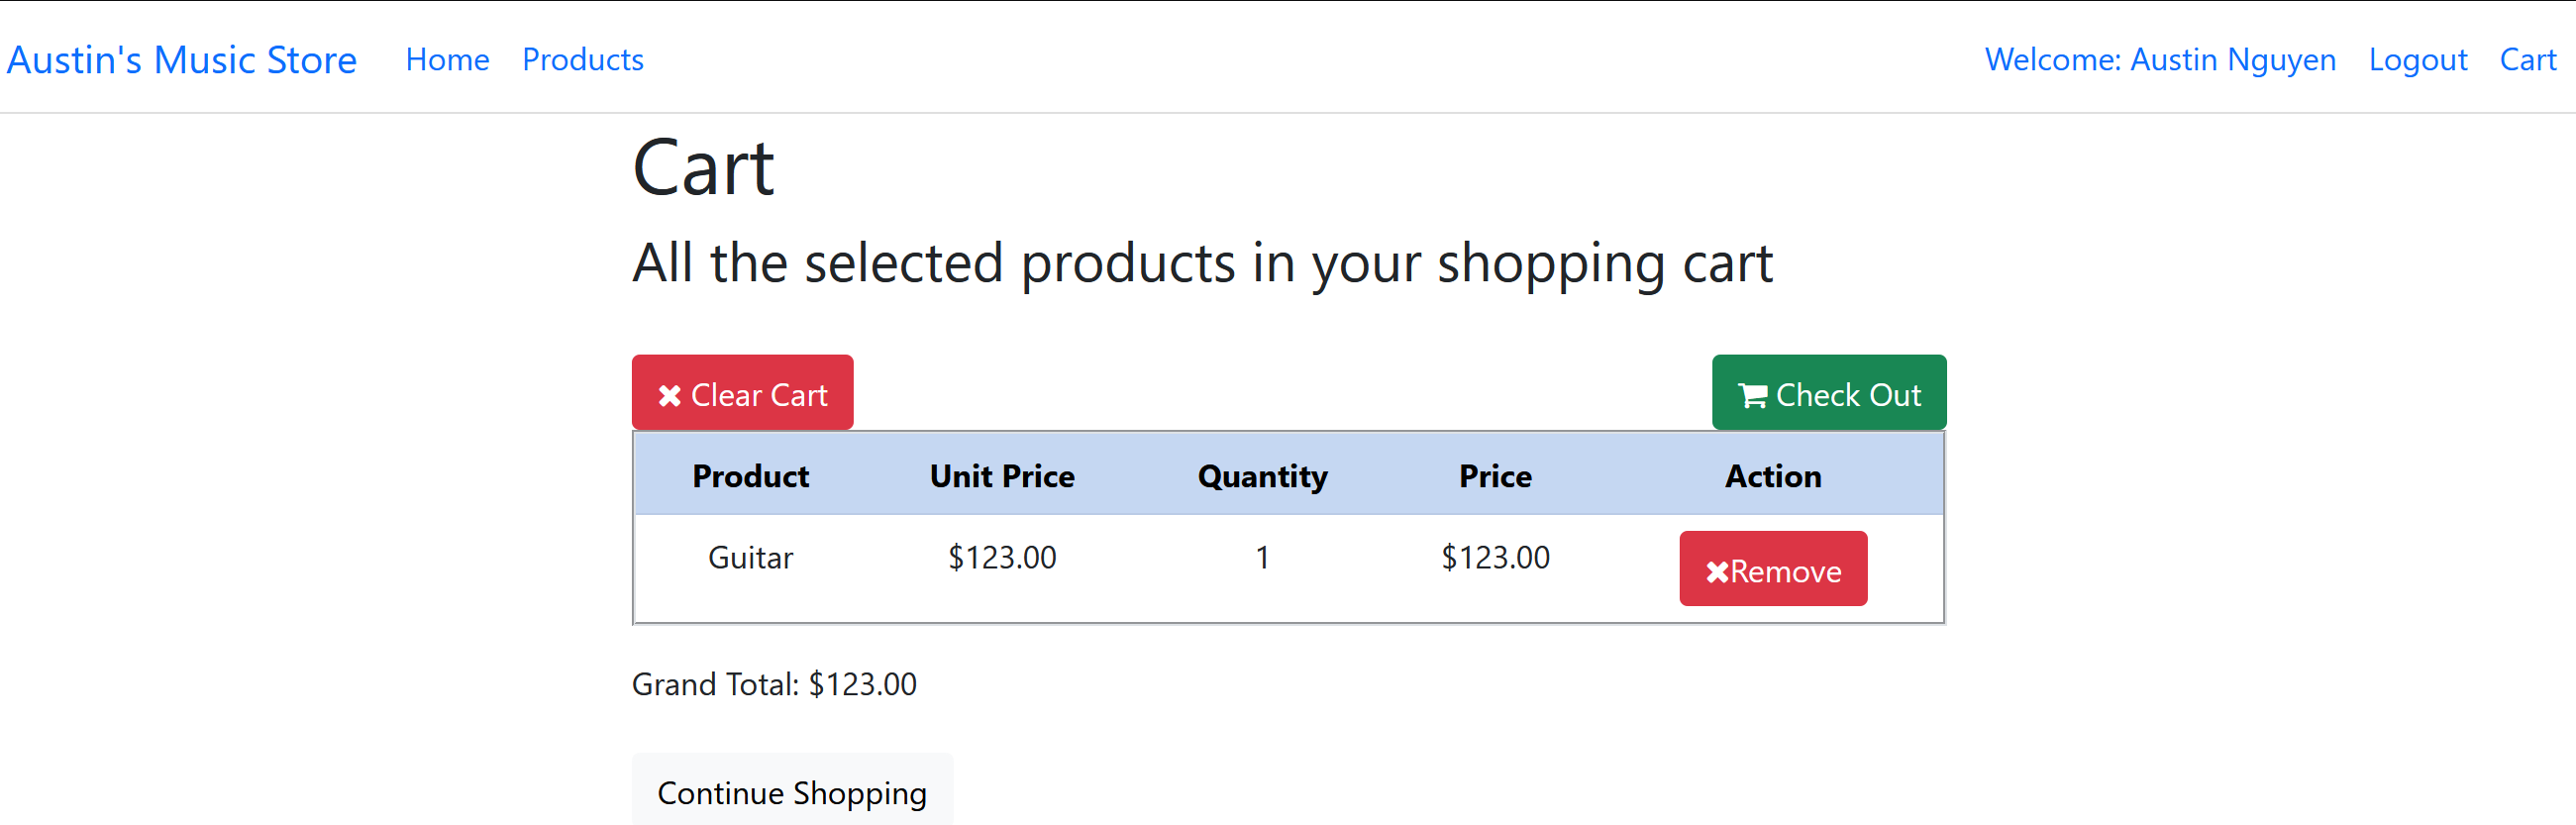 Austin's Music Store Home Products Welcome: Austin Nguyen Logout Cart
Cart
All the selected products in your shopping cart
Clear Cart Check Out
Product Unit Price Quantity Price Action
Guitar $123.00 1 $123.00 Remove
Grand Total: $123.00
Continue Shopping